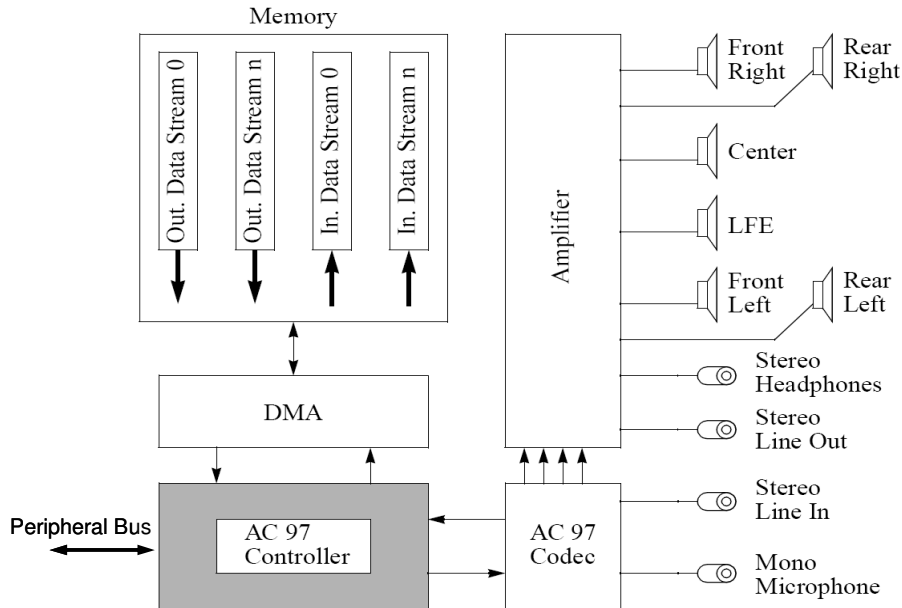 Memory
Out. Data Stream 0
Out. Data Stream n
In. Data Stream 0
In. Data Stream n
DMA
Peripheral Bus
AC 97
Controller
Amplifier
AC 97
Codec
Front
Right
Rear
Right
Center
LFE
Front
Left
Rear
Left
Stereo
Headphones
Stereo
Line Out
Stereo
Line In
Mono
Microphone